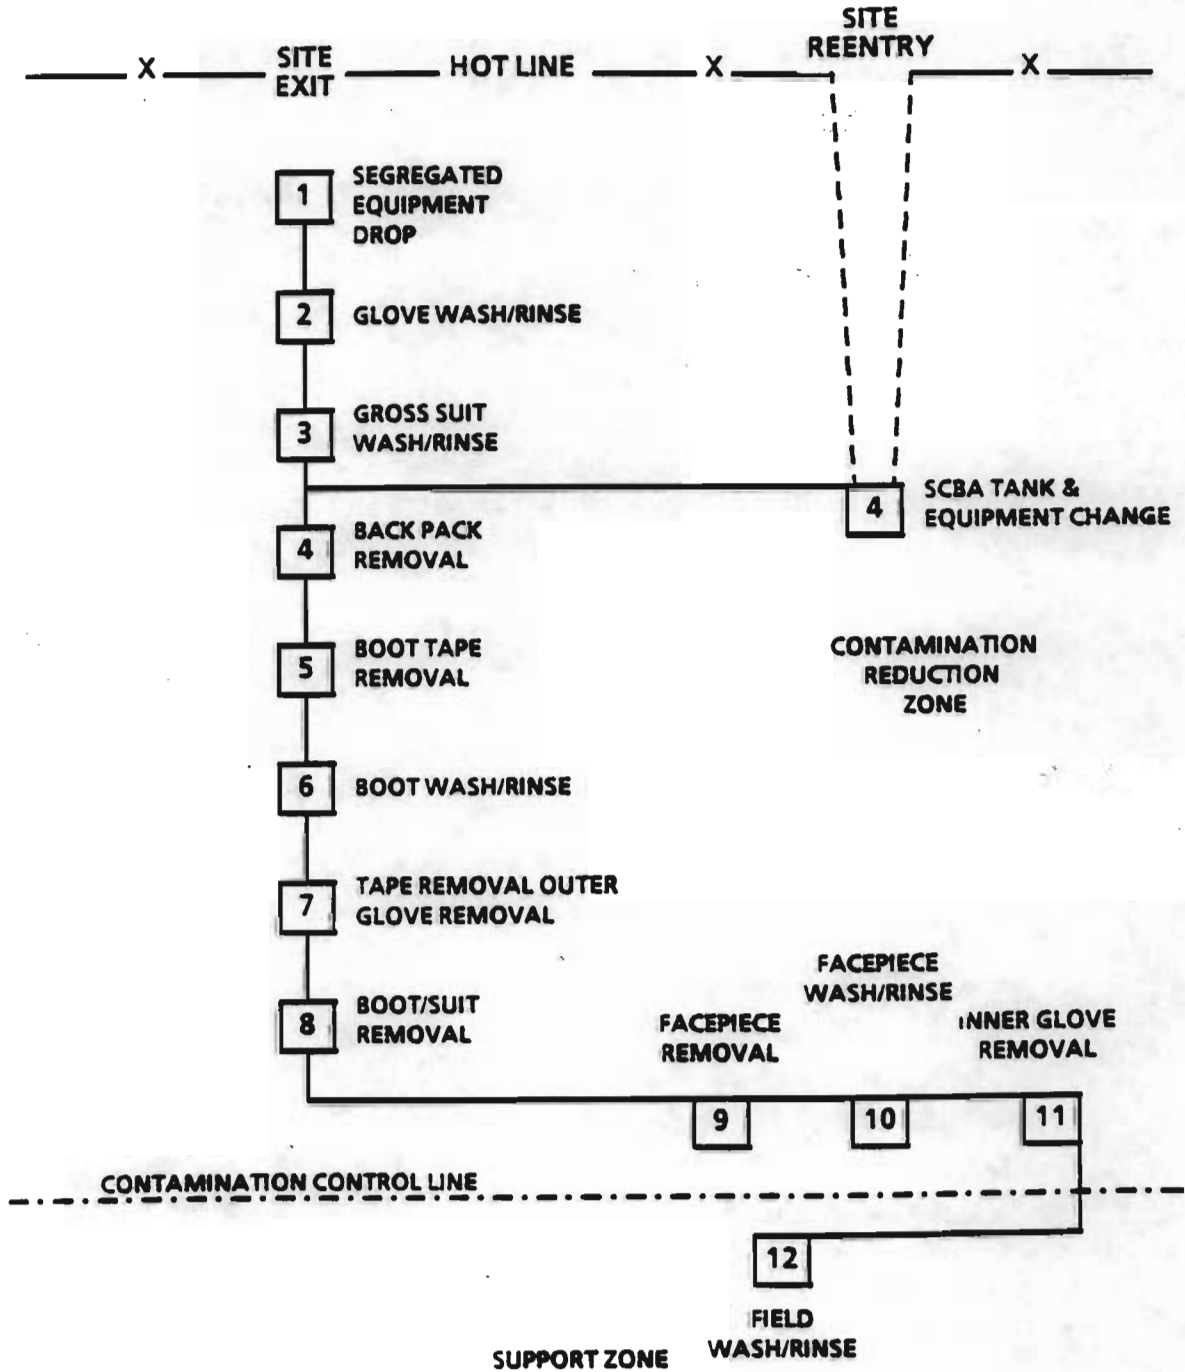 X SITE EXIT HOT LINE X SITE REENTRY X
1 SEGREGATED
EQUIPMENT
DROP
2 GLOVE WASH/RINSE
3 GROSS SUIT
WASH/RINSE
4 SCBA TANK &
EQUIPMENT CHANGE
4 BACK PACK
REMOVAL
5 BOOT TAPE
REMOVAL
CONTAMINATION
REDUCTION
ZONE
6 BOOT WASH/RINSE
7 TAPE REMOVAL OUTER
GLOVE REMOVAL
8 BOOT/SUIT
REMOVAL
FACEPIECE
REMOVAL
FACEPIECE
WASH/RINSE
INNER GLOVE
REMOVAL
9 10 11
CONTAMINATION CONTROL LINE
12
FIELD
WASH/RINSE
SUPPORT ZONE